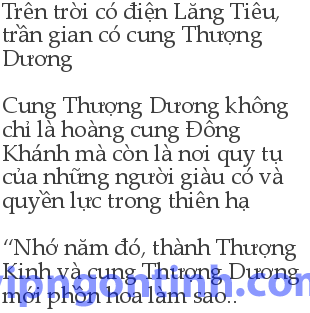 Trên trời có điện Lăng Tiêu,
trần gian có cung Thượng
Dương
Cung Thượng Dương không
chỉ là hoàng cung Đông
Khánh mà còn là nơi quy tụ
của những người giàu có và
quyền lực trong thiên hạ
“Nhớ năm đó, thành Thượng
Kinh và cung Thượng Dương
mới phồn hoa làm sao..
vipngontinh.com